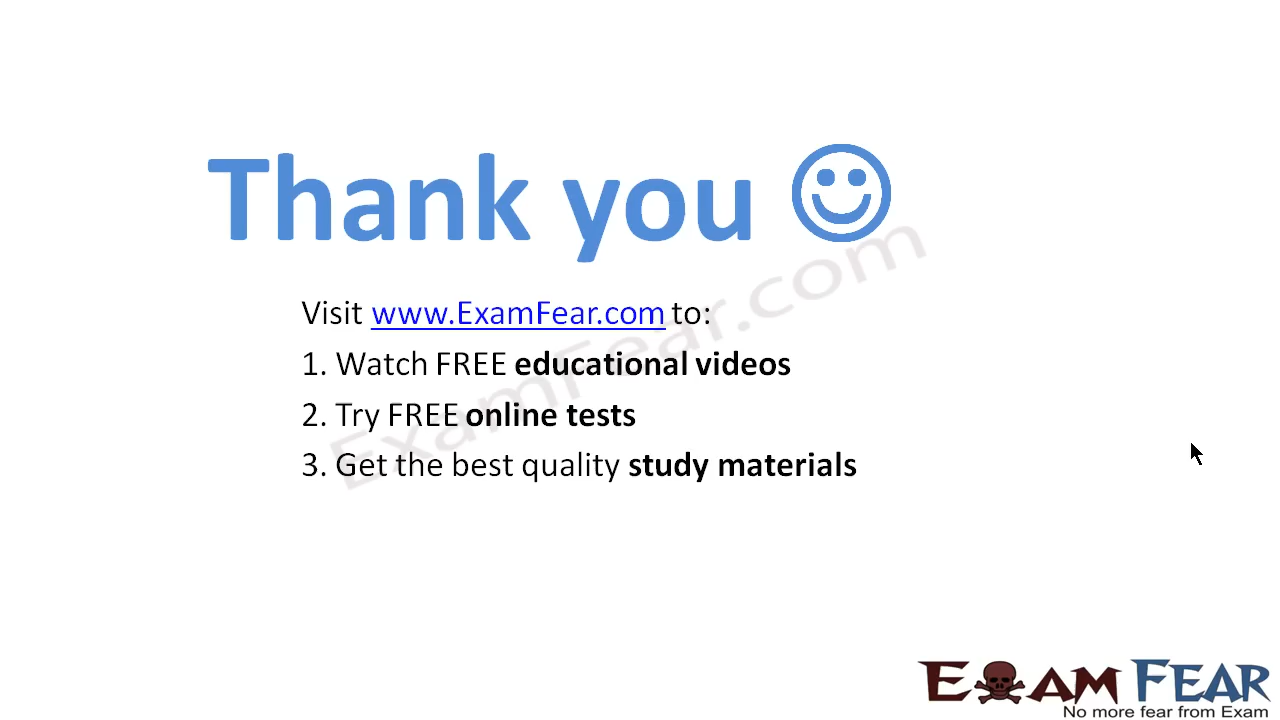 Thank you
Visit www.ExamFear.com to:
1. Watch FREE educational videos
2. Try FREE online tests
3. Get the best quality study materials
ExamFear.com
EXAM FEAR
No more fear from Exam